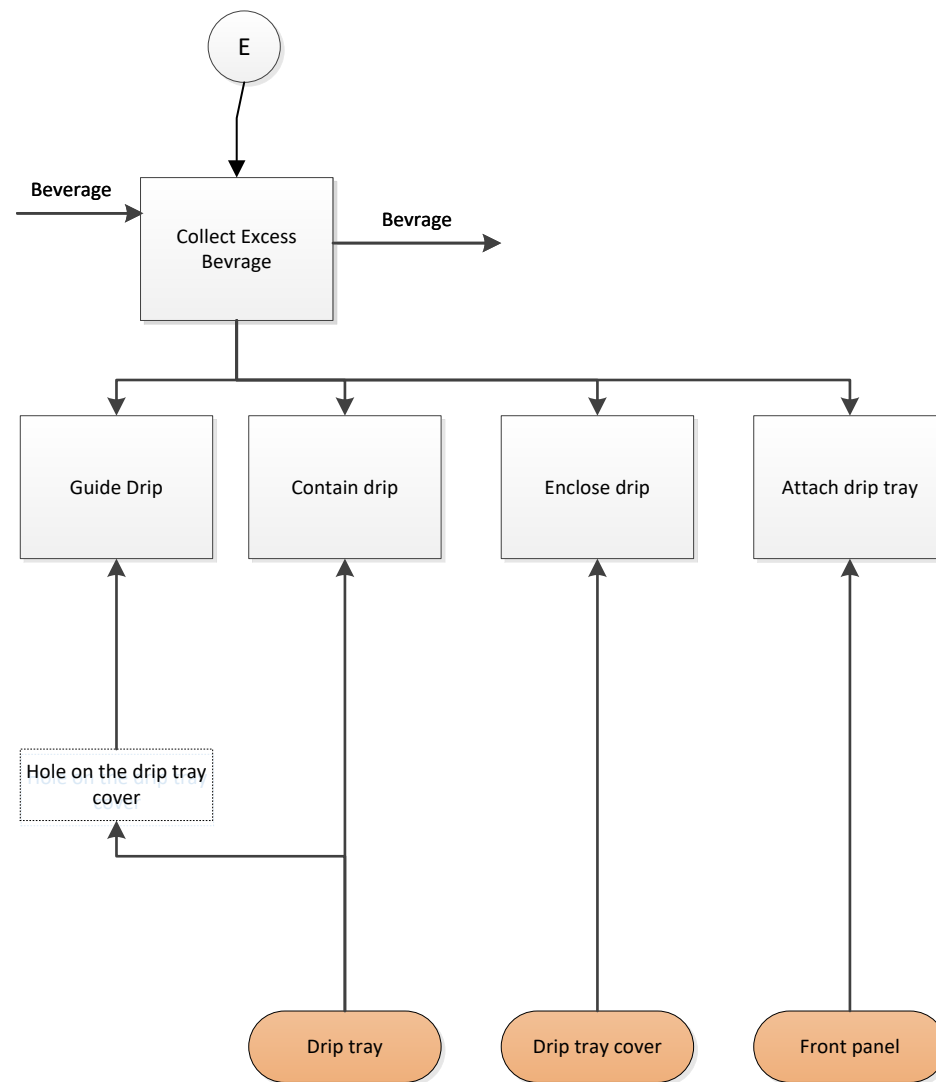 E
Beverage
Bevrage
Collect Excess
Bevrage
Guide Drip
Contain drip
Enclose drip
Attach drip tray
Hole on the drip tray
cover
Drip tray
Drip tray cover
Front panel